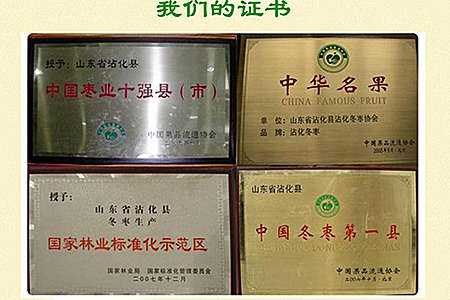 我们的证书
授予：山东省沾化县
中国枣业十强县（市）
中国果品流通协会
中华名果
CHINA FAMOUS FRUIT
单位：山东省沾化县沾化冬枣协会
品牌：沾化冬枣
中国果品流通协会
授予：
山东省沾化县
冬枣生产
国家林业标准化示范区
国家林业局 国家标准化管理委员会
二〇〇七年十二月
山东省沾化县
中国冬枣第一县
中国果品流通协会